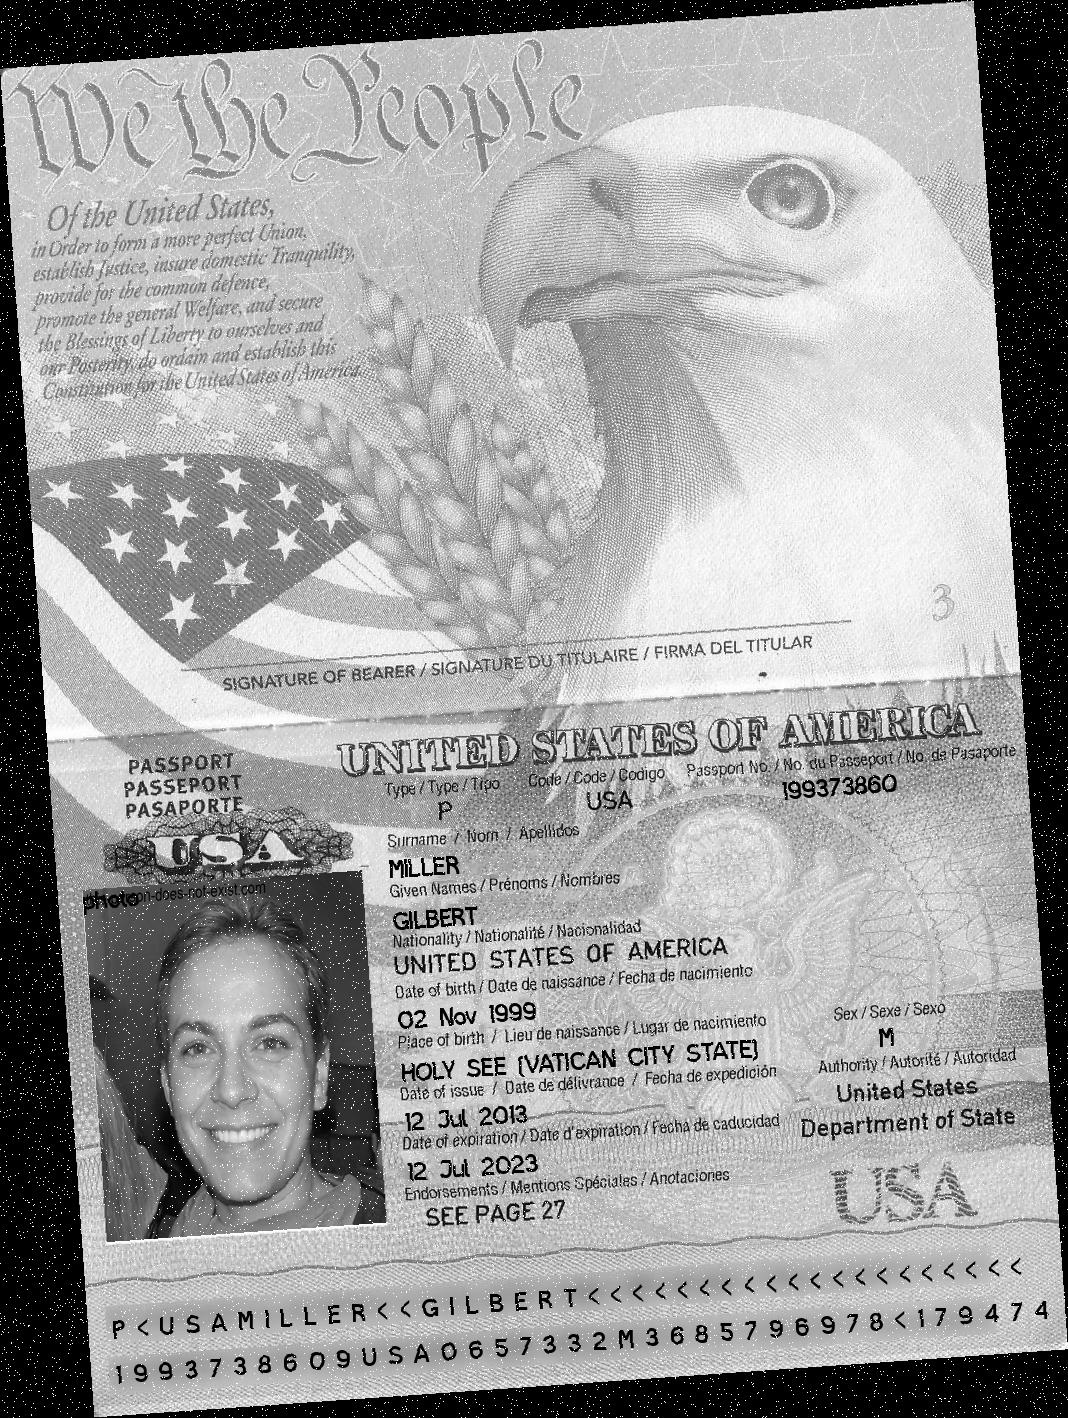 We the People
Of the United States,
in Order to form a more perfect Union,
establish Justice, insure domestic Tranquility,
provide for the common defence,
promote the general Welfare, and secure
the Blessings of Liberty to ourselves and
our Posterity, do ordain and establish this
Constitution for the United States of America.
3
SIGNATURE OF BEARER / SIGNATURE DU TITULAIRE / FIRMA DEL TITULAR
PASSPORT
PASSEPORT
PASAPORTE
USA
UNITED STATES OF AMERICA
Type / Type / Tipo Code / Code / Codigo Passport No. / No. du Passeport / No. de Pasaporte
P USA 199373860
Surname / Nom / Apellidos
MILLER
Given Names / Prénoms / Nombres
GILBERT
Nationality / Nationalité / Nacionalidad
UNITED STATES OF AMERICA
Date of birth / Date de naissance / Fecha de nacimiento
02 Nov 1999
Place of birth / Lieu de naissance / Lugar de nacimiento
HOLY SEE (VATICAN CITY STATE)
Date of issue / Date de délivrance / Fecha de expedición
12 Jul 2013
Date of expiration / Date d'expiration / Fecha de caducidad
12 Jul 2023
Endorsements / Mentions Spéciales / Anotaciones
SEE PAGE 27
Sex / Sexe / Sexo
M
Authority / Autorité / Autoridad
United States
Department of State
USA
photo
P<USAMILLER<<GILBERT<<<<<<<<<<<<<<<<<<<<
1993738609USA0657332M368579697 8<179474